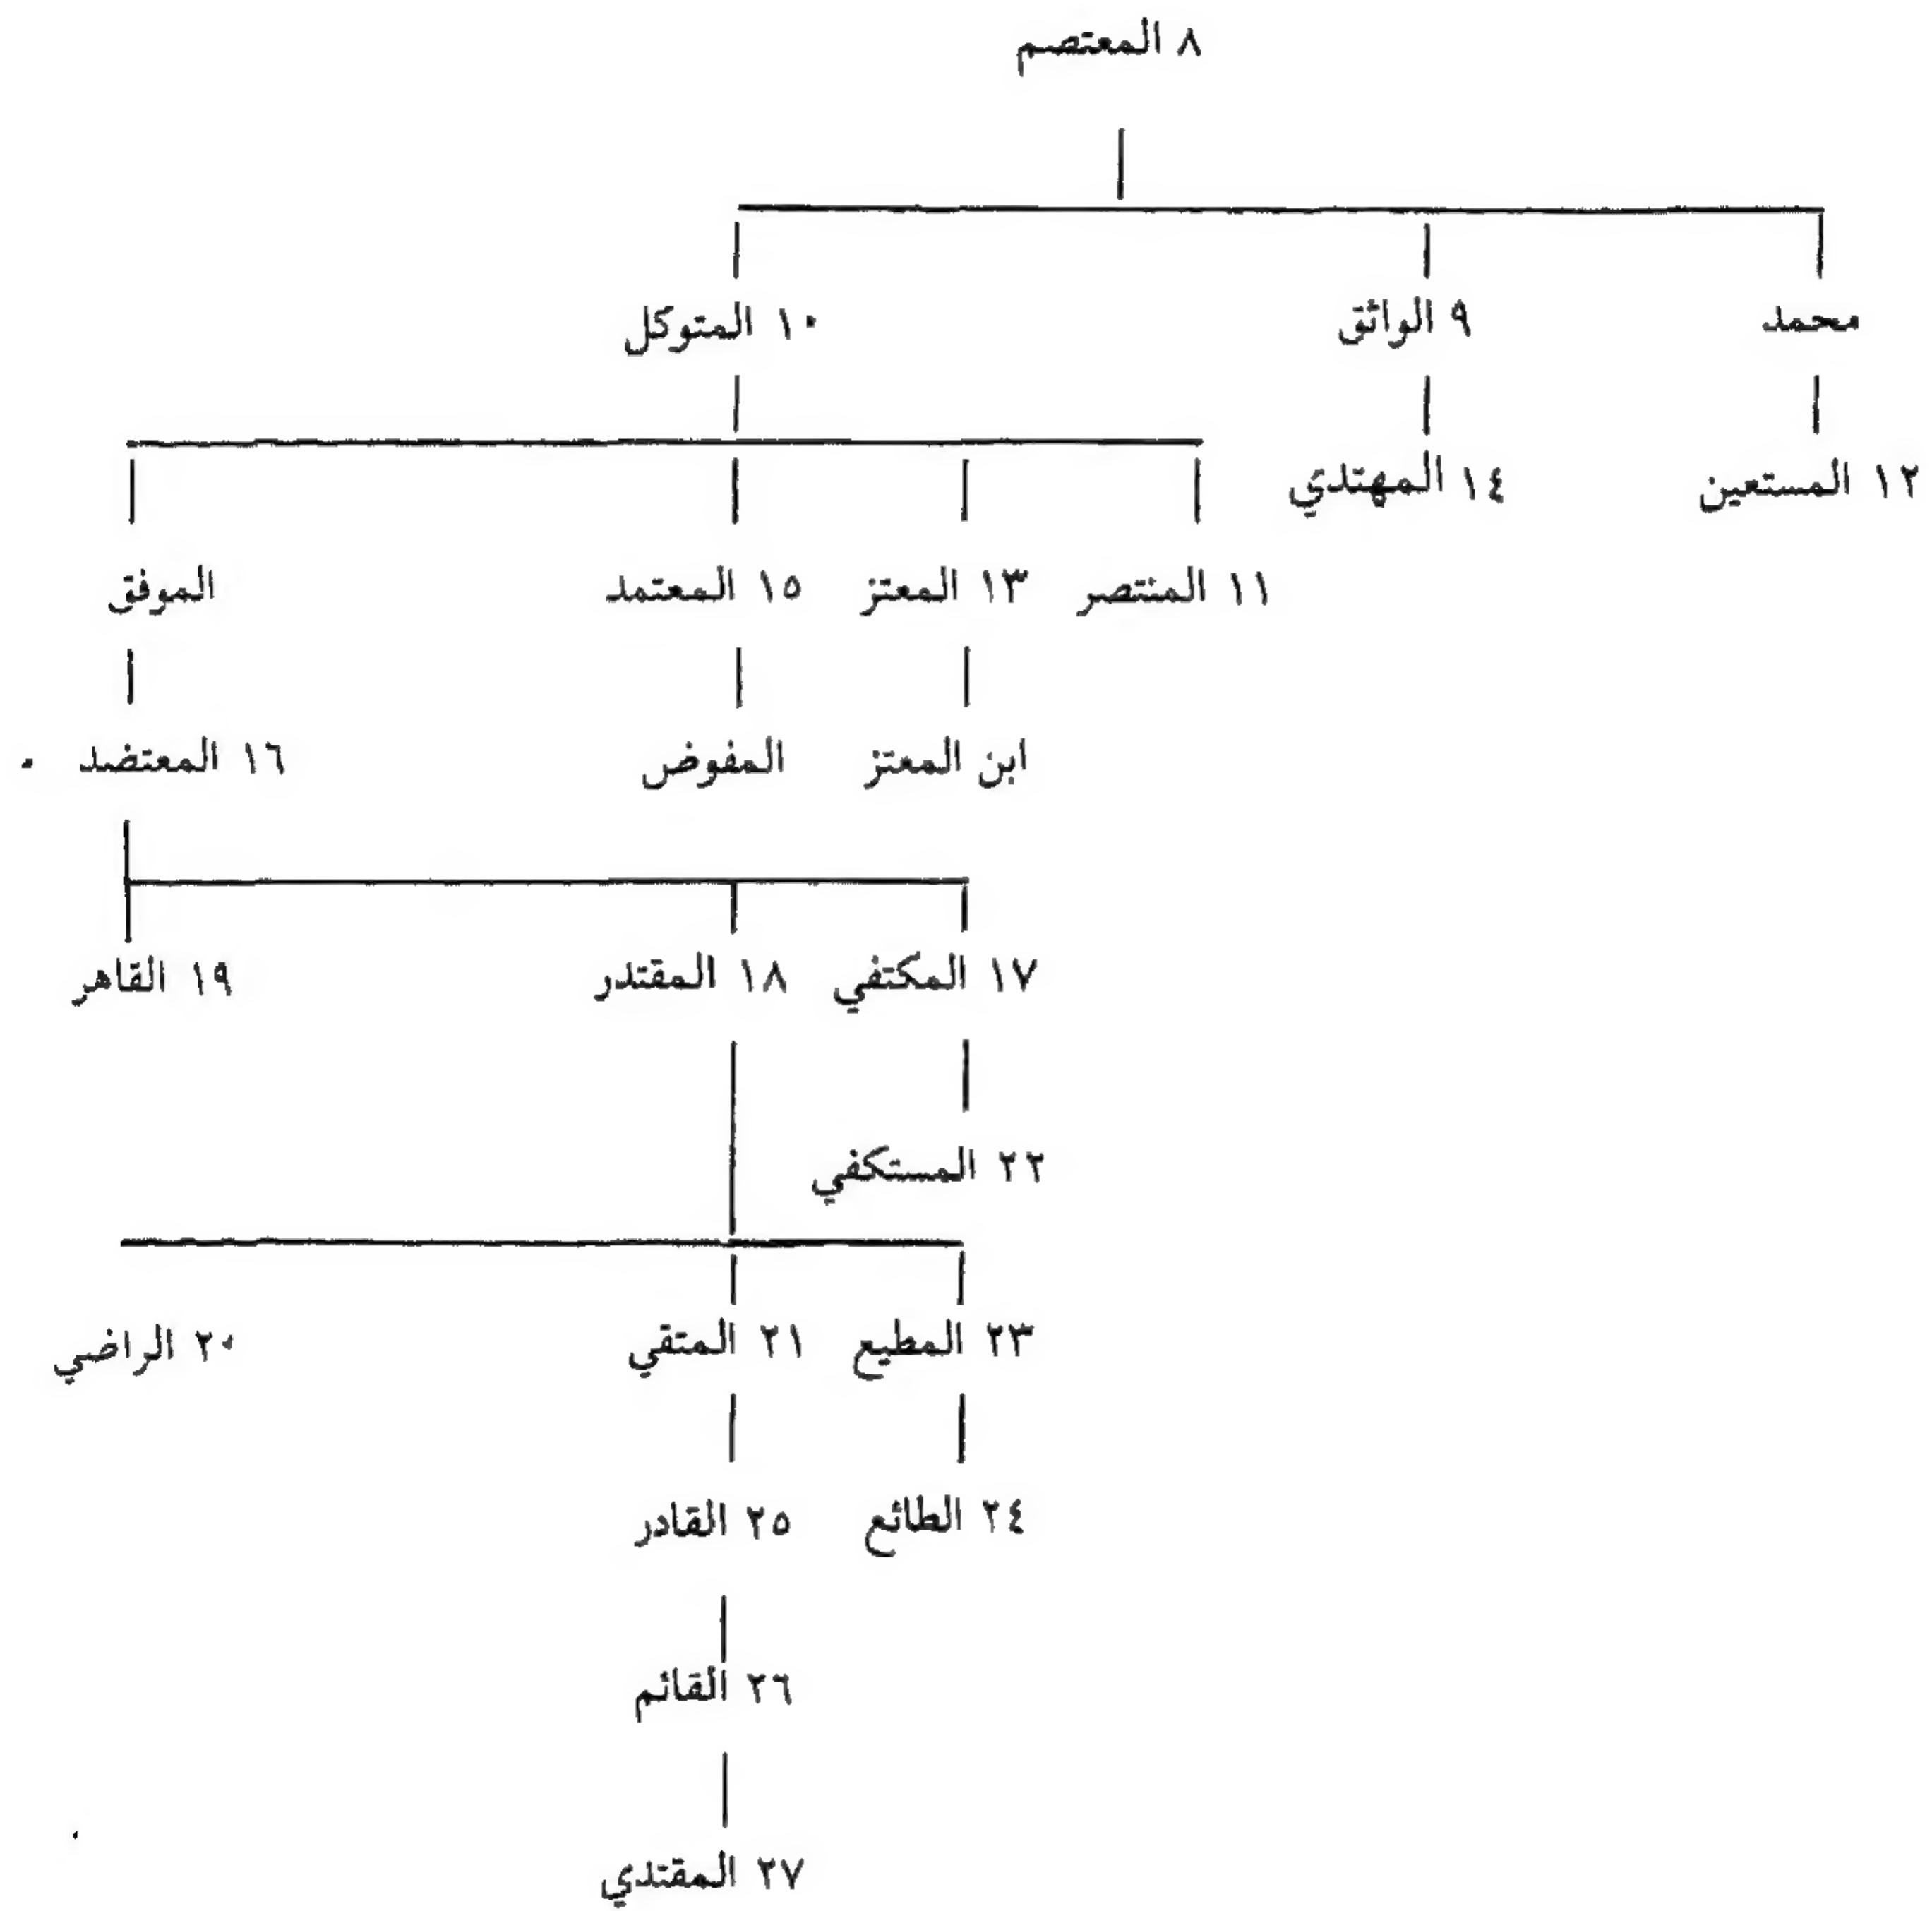 ٨ المعتصم
محمد ٩ الواثق ١٠ المتوكل
١٢ المستعين ١٤ المهتدي
١١ المنتصر ١٣ المعتز ١٥ المعتمد الموفق
ابن المعتز المفوض ١٦ المعتضد
١٧ المكتفي ١٨ المقتدر ١٩ القاهر
٢٢ المستكفي
٢٣ المطيع ٢١ المتقي ٢٠ الراضي
٢٤ الطائع ٢٥ القادر
٢٦ القائم
٢٧ المقتدي